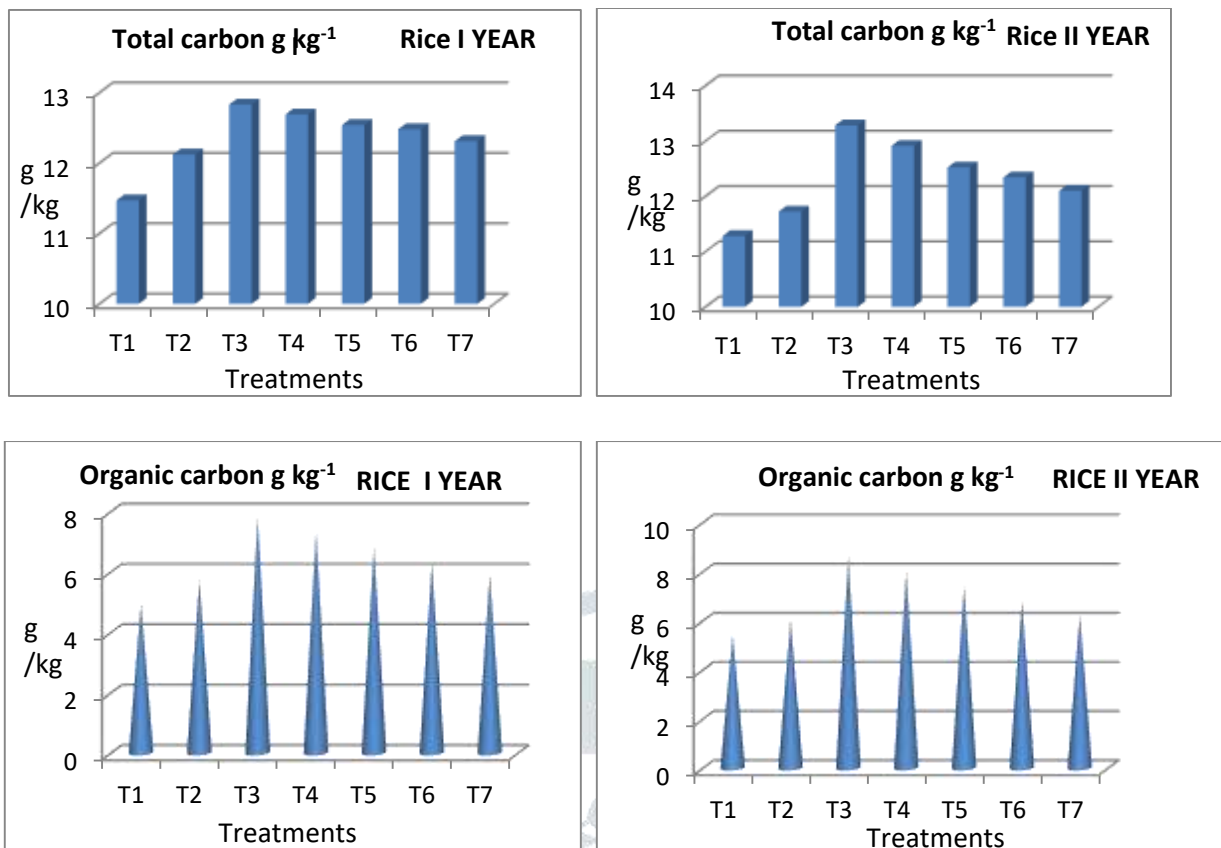 Total carbon g kg-1 Rice I YEAR
13
12
11
10
g
/kg
T1 T2 T3 T4 T5 T6 T7
Treatments
Total carbon g kg-1 Rice II YEAR
14
13
12
11
10
g
/kg
T1 T2 T3 T4 T5 T6 T7
Treatments
Organic carbon g kg-1 RICE I YEAR
8
6
4
2
0
g
/kg
T1 T2 T3 T4 T5 T6 T7
Treatments
Organic carbon g kg-1 RICE II YEAR
10
8
6
4
2
0
g
/kg
T1 T2 T3 T4 T5 T6 T7
Treatments